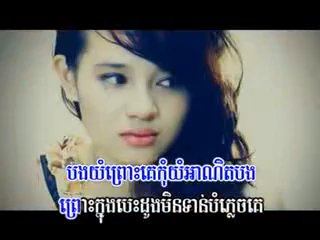 បងយំព្រោះគេកុំយំអាណិតបង
ព្រោះក្នុងបេះដូងមិនទាន់បំភ្លេចគេ